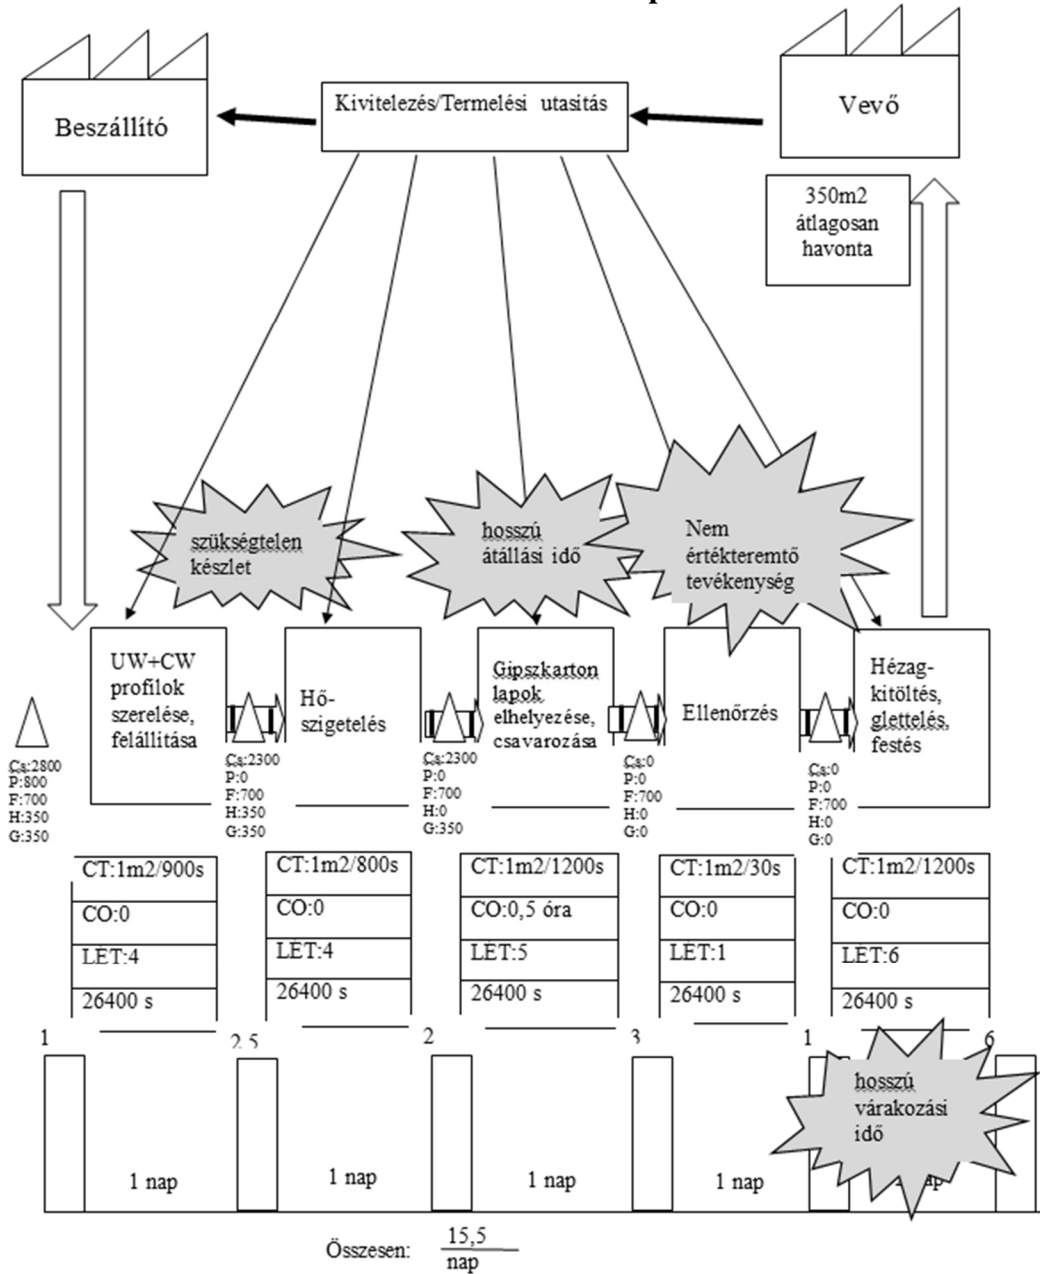 Beszállító
Kivitelezés/Termelési utasítás
Vevő
350m2
átlagosan
havonta
szükségtelen
készlet
hosszú
átállási idő
Nem
értékteremtő
tevékenység
UW+CW
profilok
szerelése,
felállítása
Hő-
szigetelés
Gipszkarton
lapok
elhelyezése,
csavarozása
Ellenőrzés
Hézag-
kitöltés,
glettelés,
festés
Cs:2800
P:800
F:700
H:350
G:350
Cs:2300
P:0
F:700
H:350
G:350
Cs:2300
P:0
F:700
H:0
G:350
Cs:0
P:0
F:700
H:0
G:0
Cs:0
P:0
F:700
H:0
G:0
CT:1m2/900s
CO:0
LÉT:4
26400 s
CT:1m2/800s
CO:0
LÉT:4
26400 s
CT:1m2/1200s
CO:0,5 óra
LÉT:5
26400 s
CT:1m2/30s
CO:0
LÉT:1
26400 s
CT:1m2/1200s
CO:0
LÉT:6
26400 s
1
2,5
2
3
1
6
hosszú
várakozási
idő
1 nap
1 nap
1 nap
1 nap
Összesen:
15,5
nap